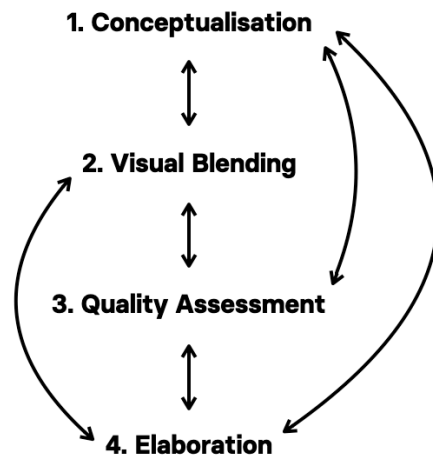 1. Conceptualisation
2. Visual Blending
3. Quality Assessment
4. Elaboration